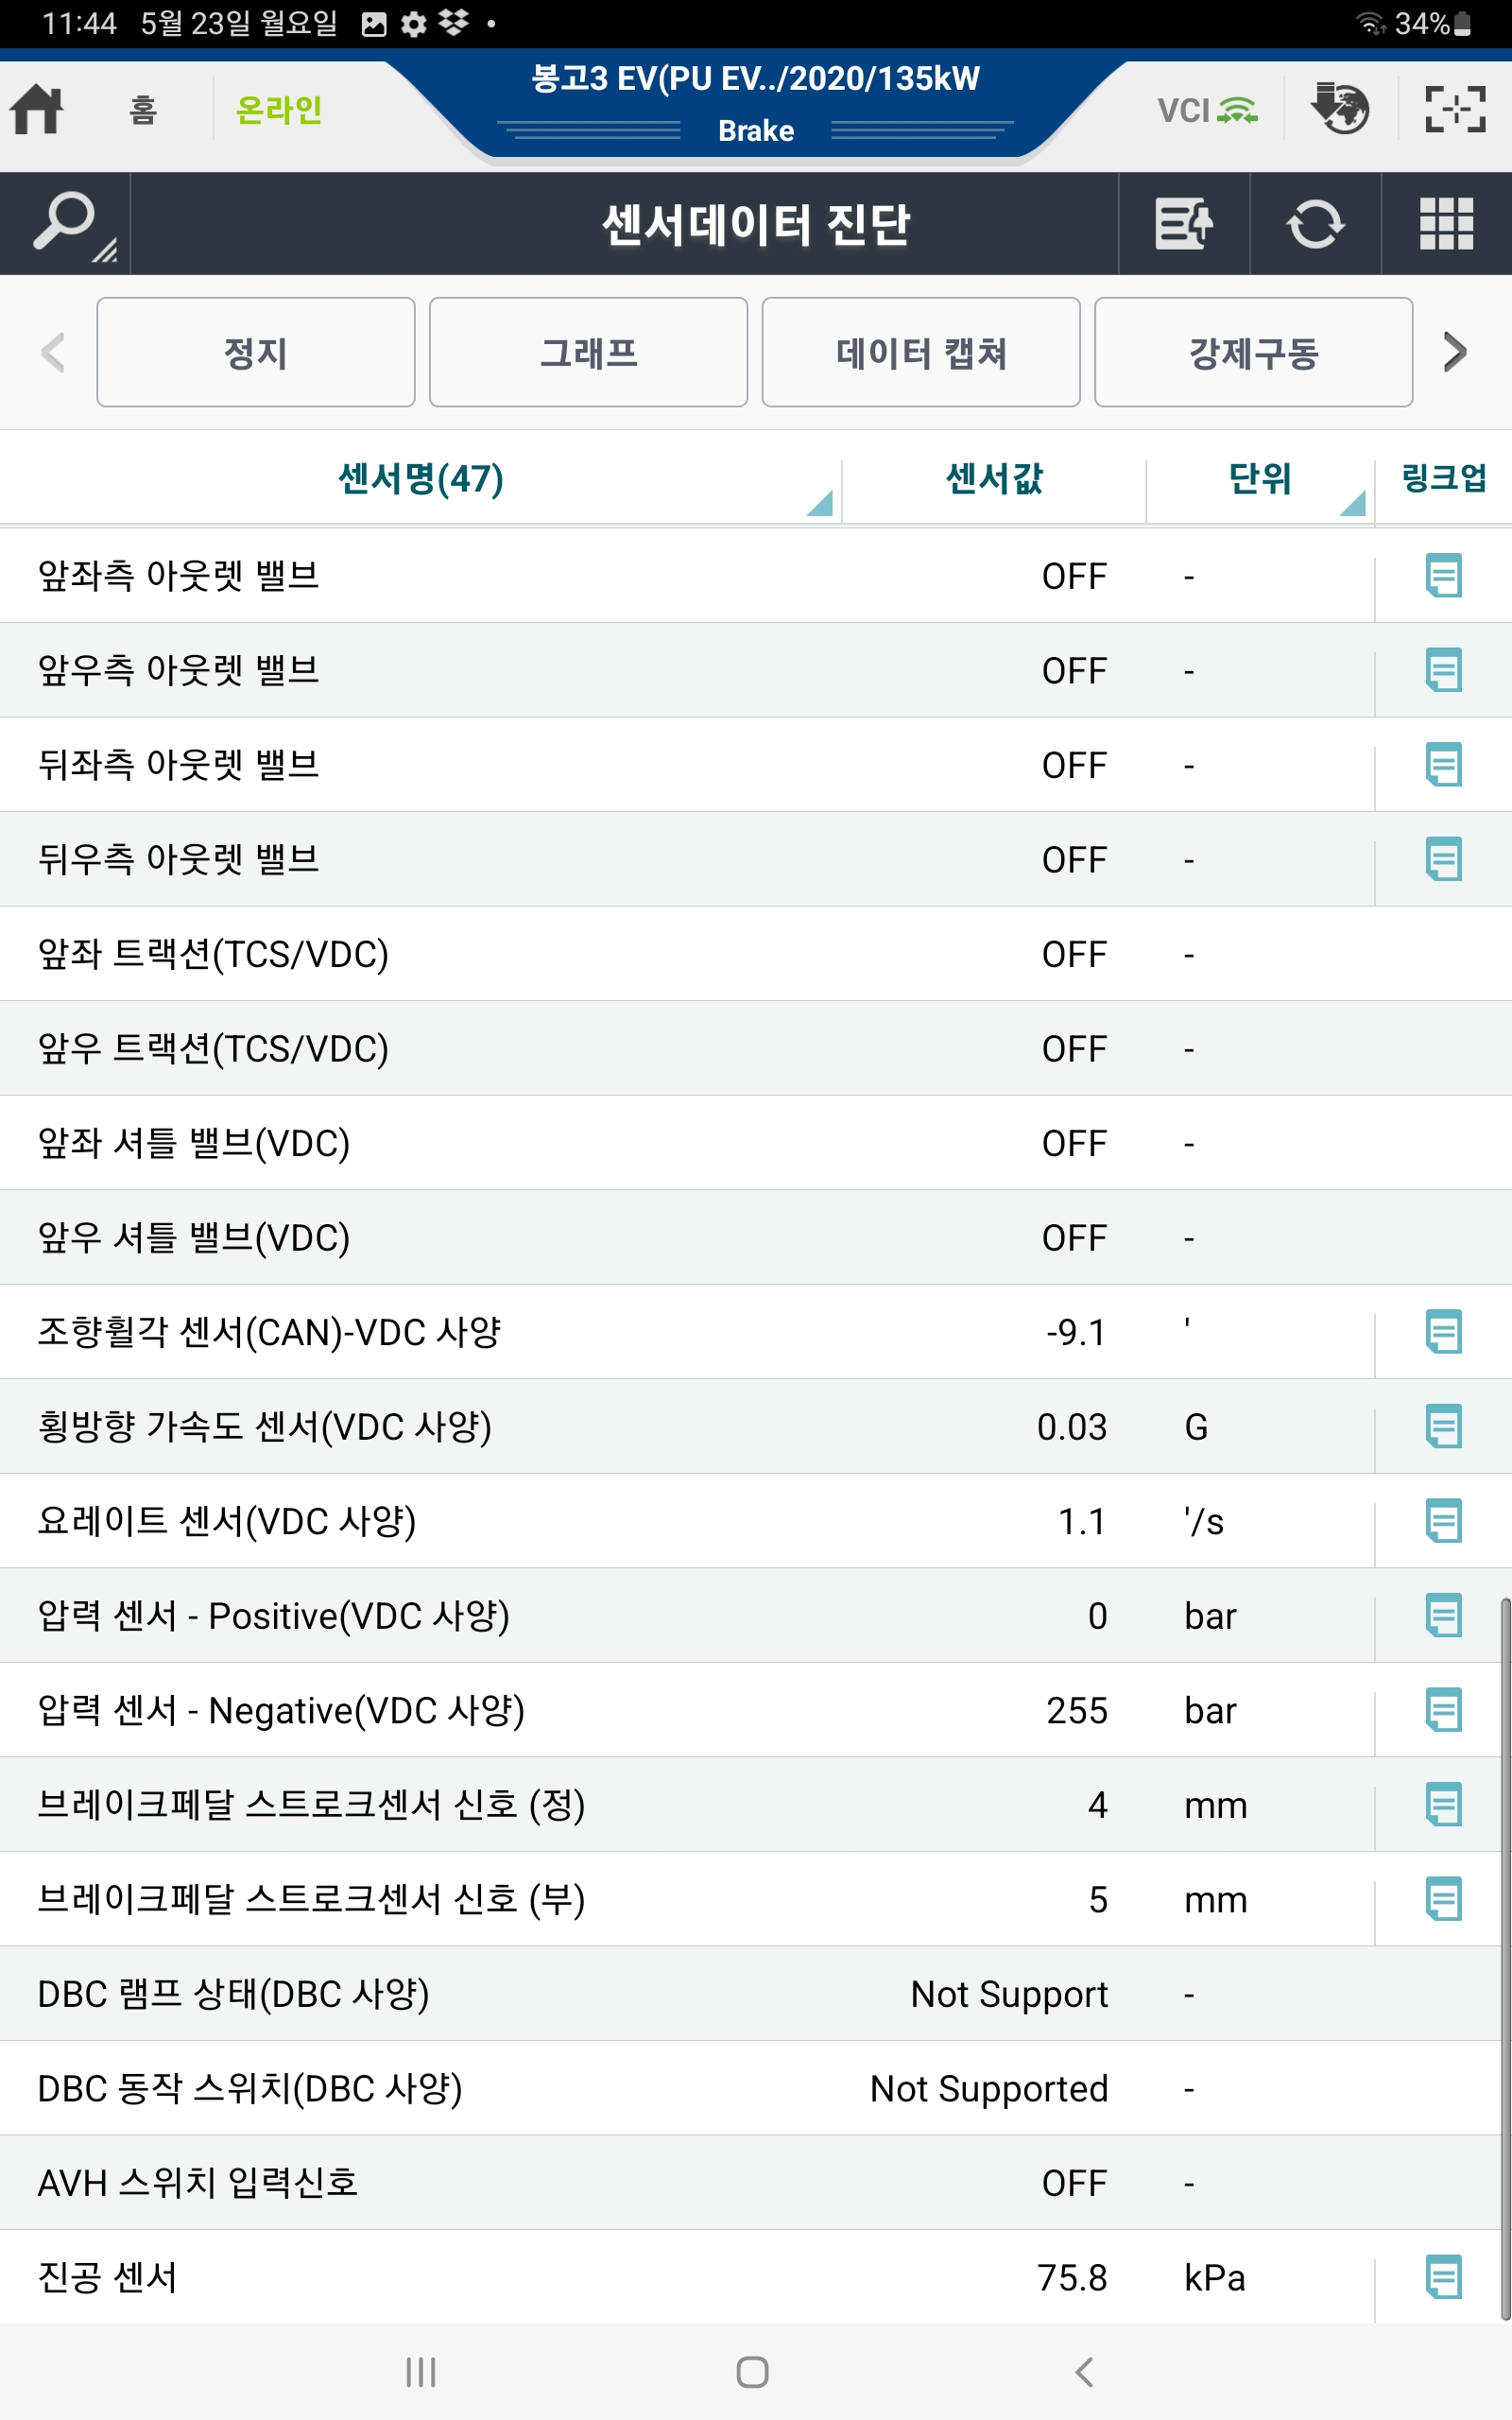 11:44 5월 23일 월요일 34%
봉고3 EV(PU EV../2020/135kW
홈 온라인 VCI
Brake
센서데이터 진단
정지 그래프 데이터 캡쳐 강제구동
센서명(47) 센서값 단위 링크업
앞좌측 아웃렛 밸브 OFF -
앞우측 아웃렛 밸브 OFF -
뒤좌측 아웃렛 밸브 OFF -
뒤우측 아웃렛 밸브 OFF -
앞좌 트랙션(TCS/VDC) OFF -
앞우 트랙션(TCS/VDC) OFF -
앞좌 셔틀 밸브(VDC) OFF -
앞우 셔틀 밸브(VDC) OFF -
조향휠각 센서(CAN)-VDC 사양 -9.1 '
횡방향 가속도 센서(VDC 사양) 0.03 G
요레이트 센서(VDC 사양) 1.1 '/s
압력 센서 - Positive(VDC 사양) 0 bar
압력 센서 - Negative(VDC 사양) 255 bar
브레이크페달 스트로크센서 신호 (정) 4 mm
브레이크페달 스트로크센서 신호 (부) 5 mm
DBC 램프 상태(DBC 사양) Not Support -
DBC 동작 스위치(DBC 사양) Not Supported -
AVH 스위치 입력신호 OFF -
진공 센서 75.8 kPa